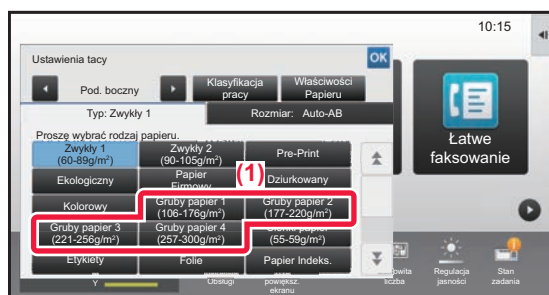 10:15
Ustawienia tacy
OK
Pod. boczny
Klasyfikacja
pracy
Właściwości
Papieru
Typ: Zwykły 1
Rozmiar: Auto-AB
Proszę wybrać rodzaj papieru.
Zwykły 1
(60-89g/m²)
Zwykły 2
(90-105g/m²)
Pre-Print
Ekologiczny
Papier
Firmowy
(1)
Dziurkowany
Kolorowy
Gruby papier 1
(106-176g/m²)
Gruby papier 2
(177-220g/m²)
Gruby papier 3
(221-256g/m²)
Gruby papier 4
(257-300g/m²)
papier
(55-59g/m²)
Etykiety
Folie
Papier Indeks.
Łatwe
faksowanie
liczba
Regulacja
jasności
Stan
zadania
Y
Obsługi
powiększ.
ekranu